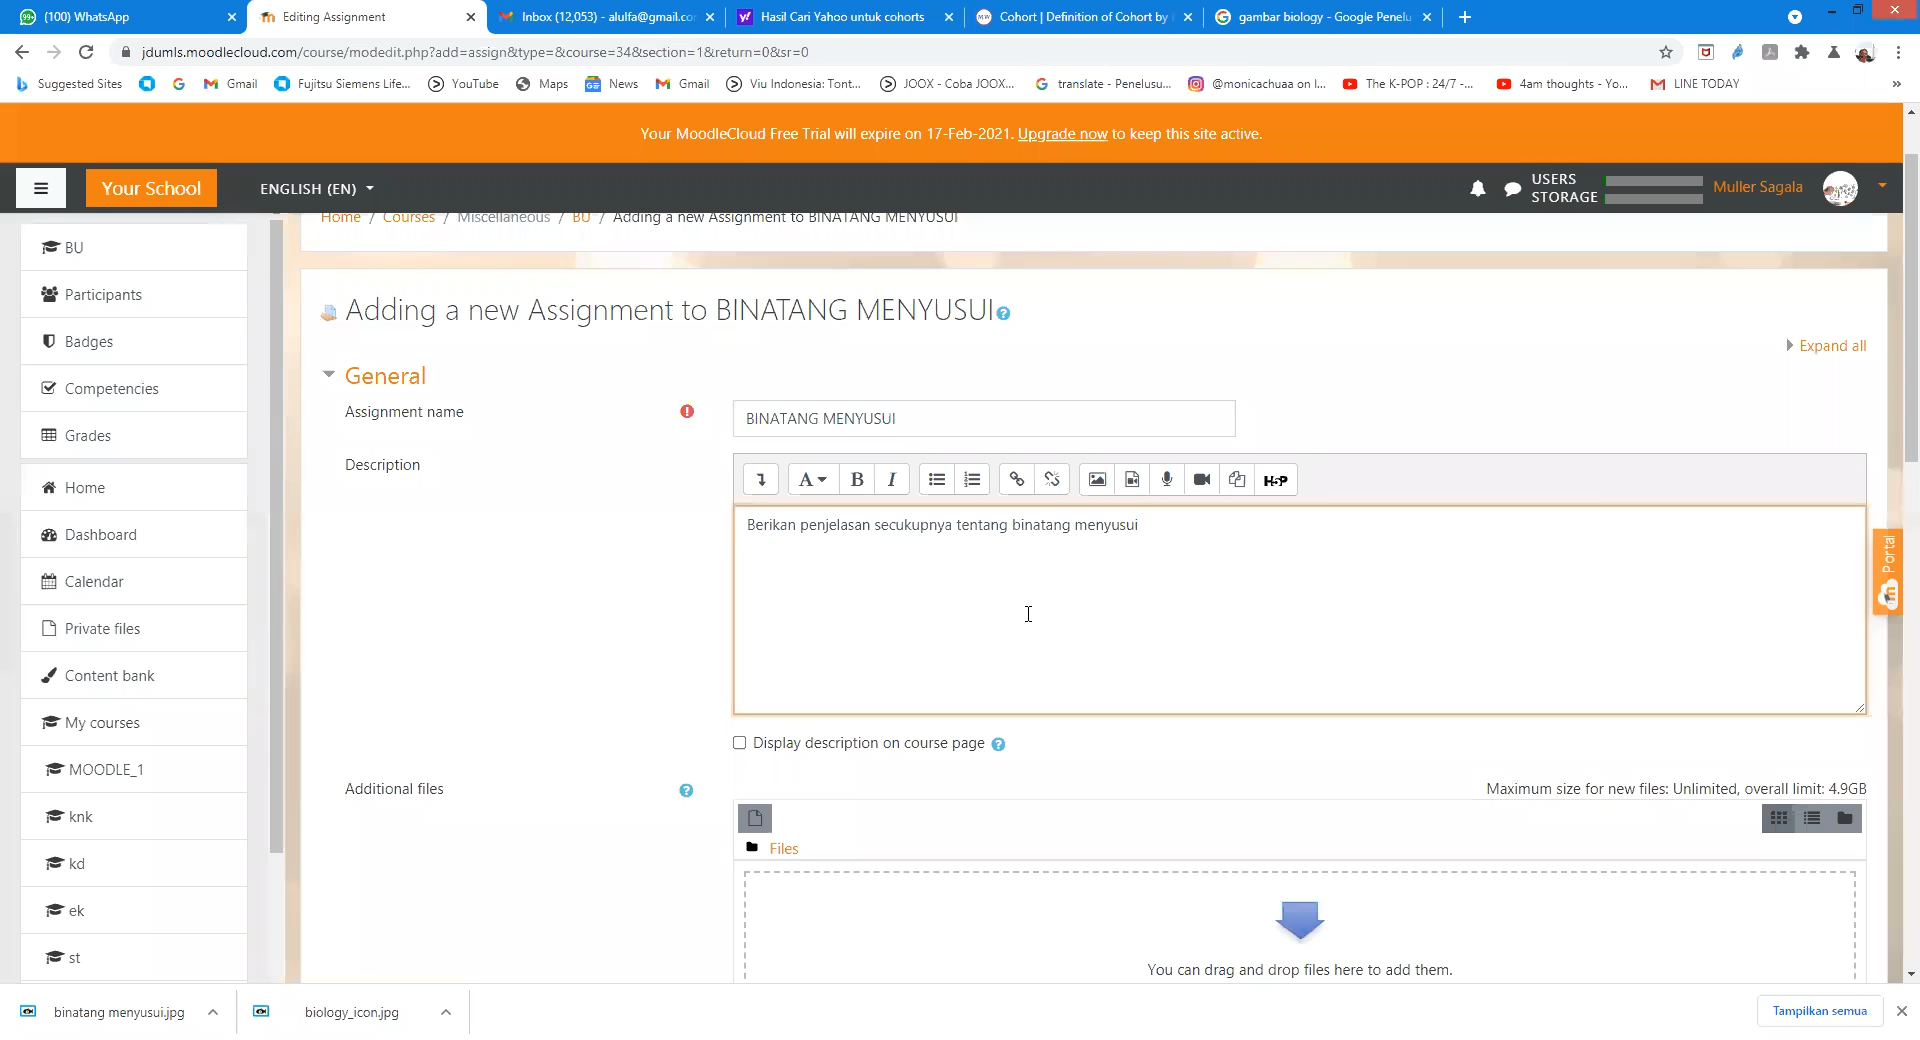 (100) WhatsApp
Editing Assignment
Inbox (12,053) - alulfa@gmail.co
Hasil Cari Yahoo untuk cohorts
Cohort | Definition of Cohort by
gambar biology - Google Penelu
jdumls.moodlecloud.com/course/modedit.php?add=assign&type=&course=34&section=1&return=0&sr=0
Suggested Sites
Gmail
Fujitsu Siemens Life...
YouTube
Maps
News
Gmail
Viu Indonesia: Tont...
JOOX - Coba JOOX...
translate - Penelusu...
@monicachuaa on I...
The K-POP : 24/7 -...
4am thoughts - Yo...
LINE TODAY
Your MoodleCloud Free Trial will expire on 17-Feb-2021. Upgrade now to keep this site active.
Your School
ENGLISH (EN)
USERS
STORAGE
Muller Sagala
Home / Courses / Miscellaneous / BU / Adding a new Assignment to BINATANG MENYUSUI
BU
Participants
Badges
Competencies
Grades
Home
Dashboard
Calendar
Private files
Content bank
My courses
MOODLE_1
knk
kd
ek
st
Adding a new Assignment to BINATANG MENYUSUI
Expand all
General
Assignment name
BINATANG MENYUSUI
Description
A B I
H5P
Berikan penjelasan secukupnya tentang binatang menyusui
Portal
Display description on course page
Additional files
Maximum size for new files: Unlimited, overall limit: 4.9GB
Files
You can drag and drop files here to add them.
binatang menyusui.jpg
biology_icon.jpg
Tampilkan semua